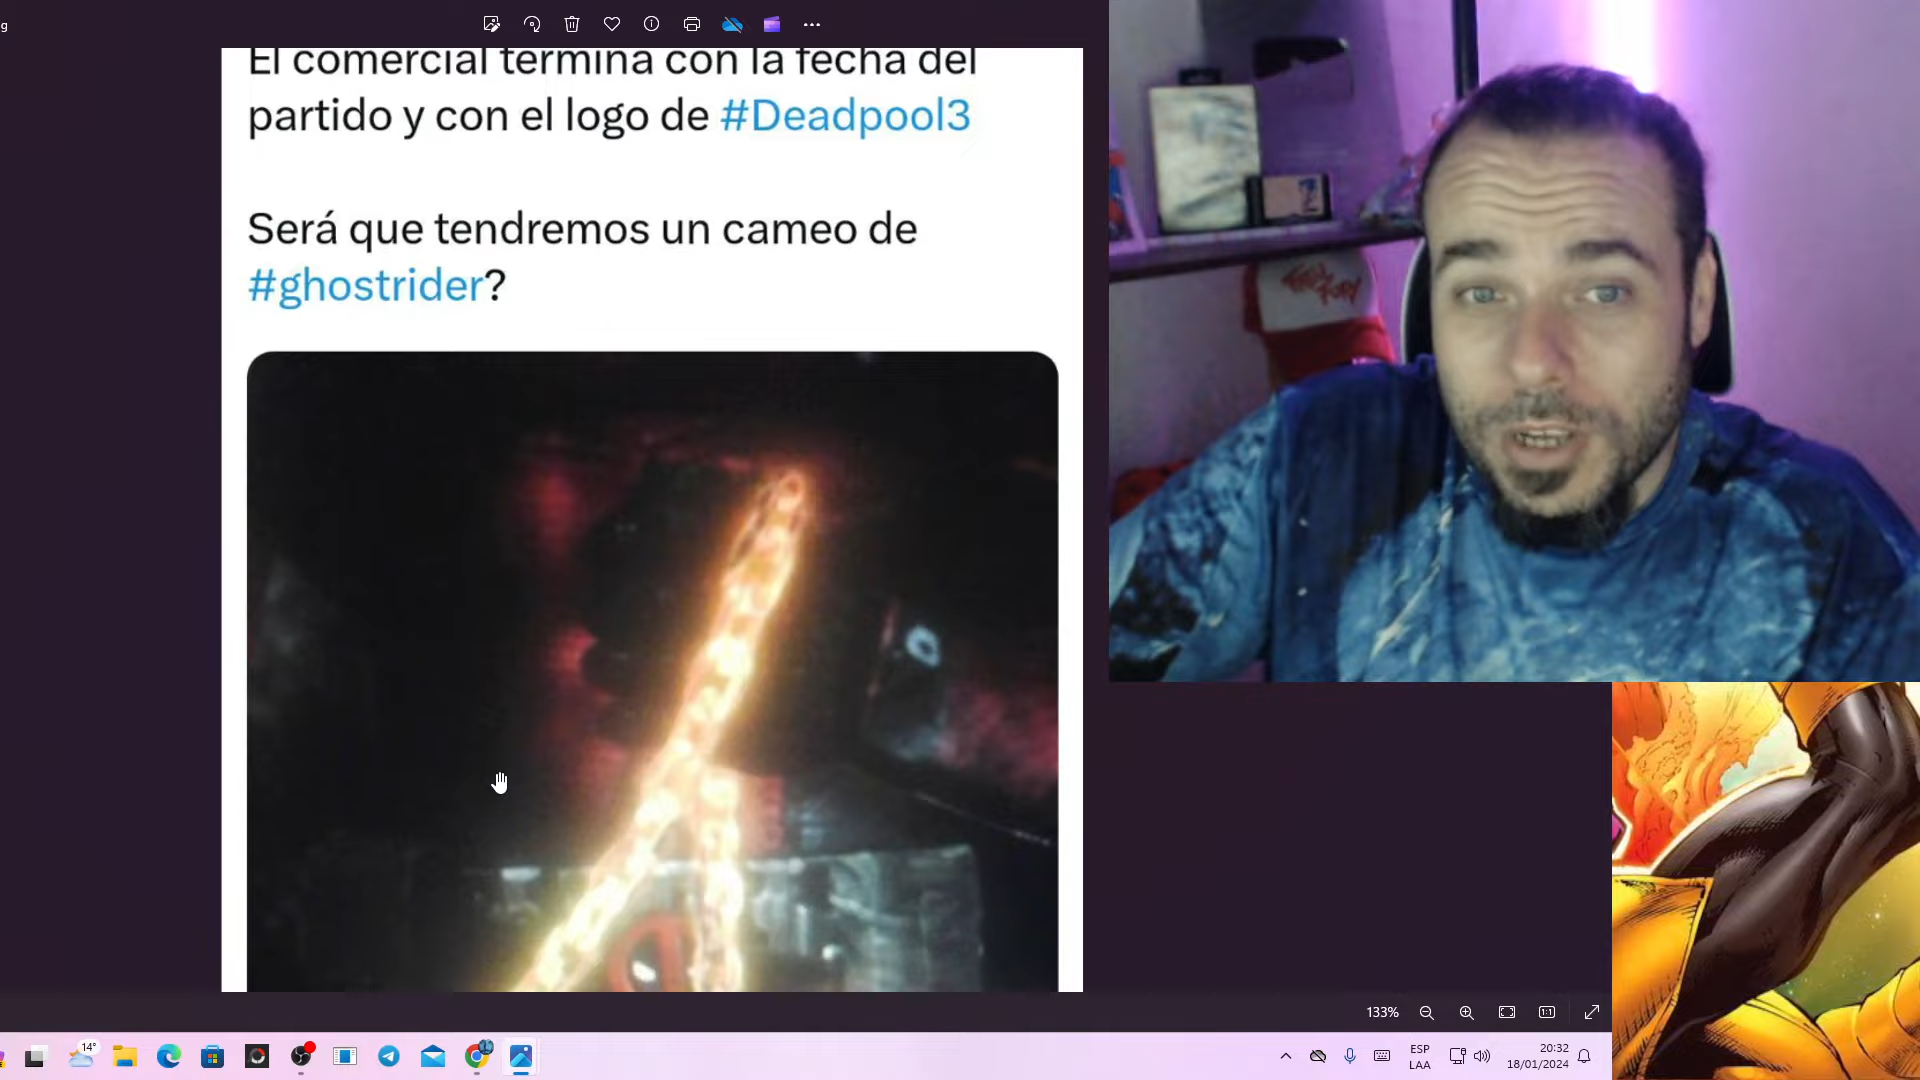 g
El comercial termina con la fecha del
partido y con el logo de #Deadpool3
Será que tendremos un cameo de
#ghostrider?
133%
14°
ESP
LAA
20:32
18/01/2024